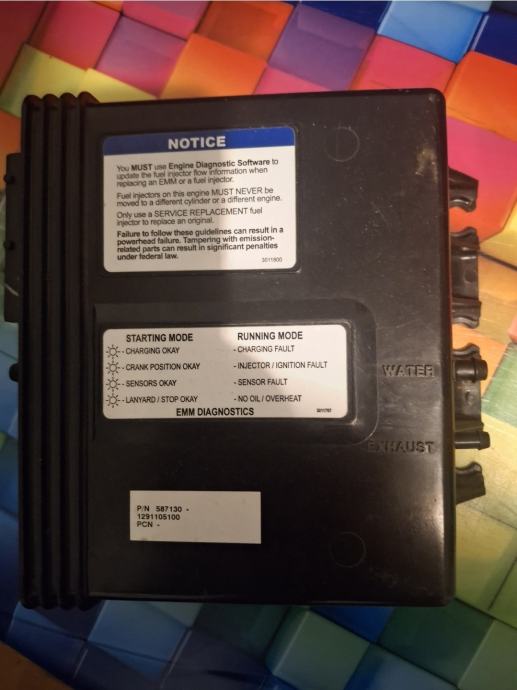 NOTICE
You MUST use Engine Diagnostic Software to
update the fuel injector flow information when
replacing an EMM or a fuel injector.
Fuel injectors on this engine MUST NEVER be
moved to a different cylinder or a different engine.
Only use a SERVICE REPLACEMENT fuel
injector to replace an original.
Failure to follow these guidelines can result in a
powerhead failure. Tampering with emission-
related parts can result in significant penalties
under federal law.
3011800
STARTING MODE RUNNING MODE
- CHARGING OKAY - CHARGING FAULT
- CRANK POSITION OKAY - INJECTOR / IGNITION FAULT
- SENSORS OKAY - SENSOR FAULT
- LANYARD / STOP OKAY - NO OIL / OVERHEAT
EMM DIAGNOSTICS
WATER
EXHAUST
P/N 587130 -
1291105100
PCN -